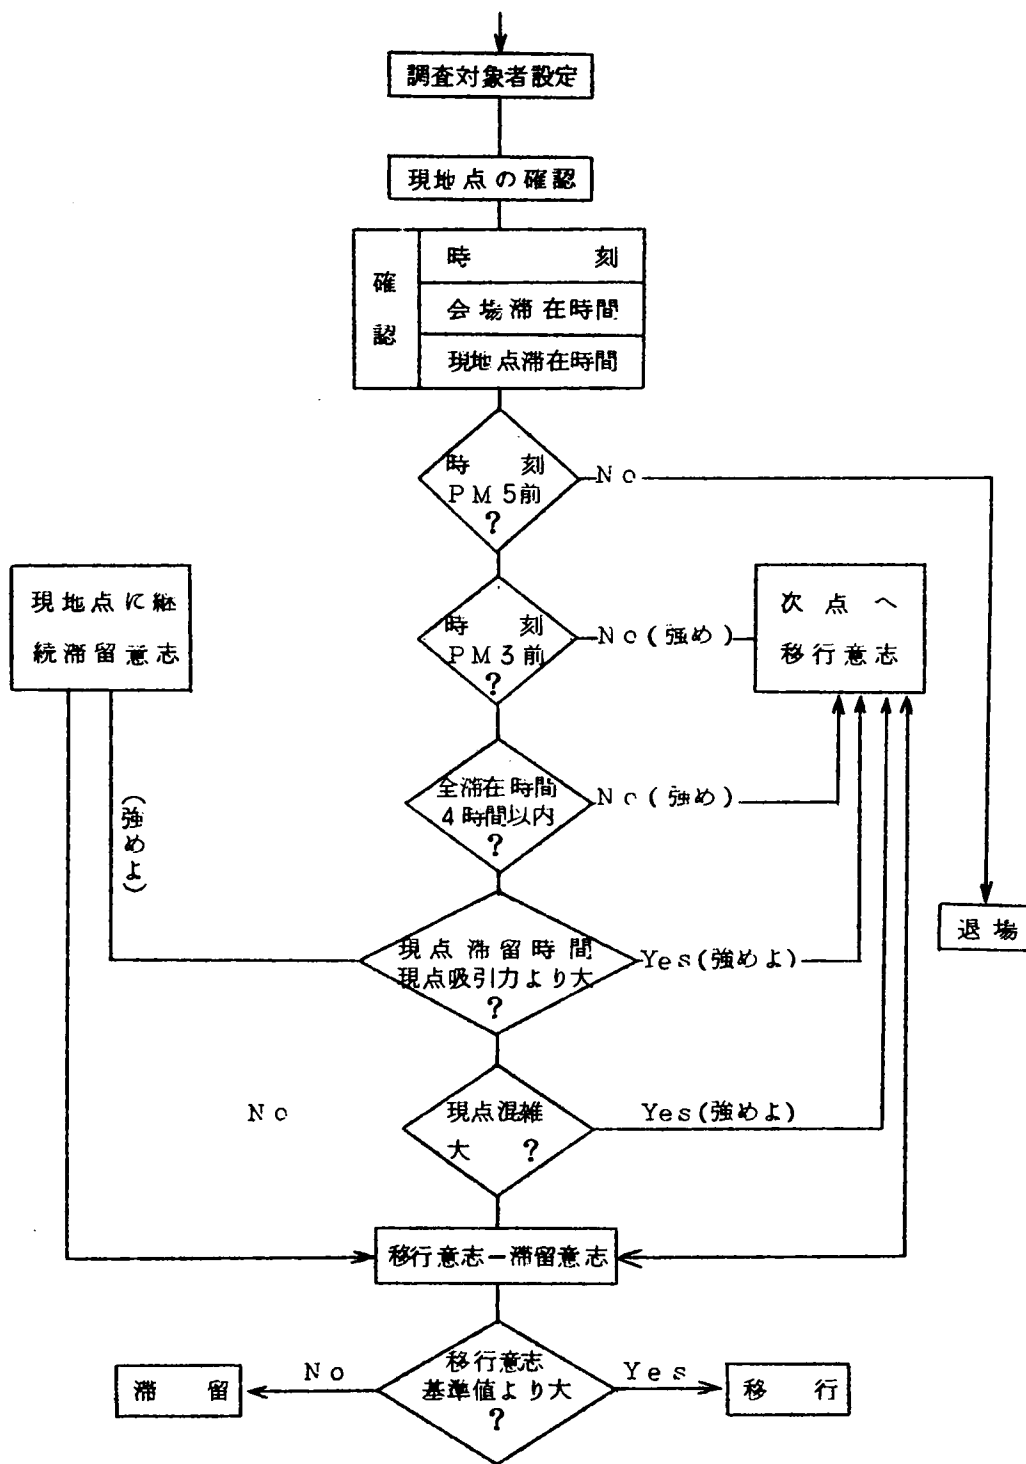 調査対象者設定
現地点の確認
確認
時 刻
会場滞在時間
現地点滞在時間
時 刻
PM5前
?
No
現地点に継
続滞留意志
時 刻
PM3前
?
No(強め)
次点へ
移行意志
全滞在時間
4時間以内
?
No(強め)
(強めよ)
退場
現点滞留時間
現点吸引力より大
?
Yes(強めよ)
No
現点混雑
大 ?
Yes(強めよ)
移行意志−滞留意志
移行意志
基準値より大
?
No
Yes
滞 留
移 行